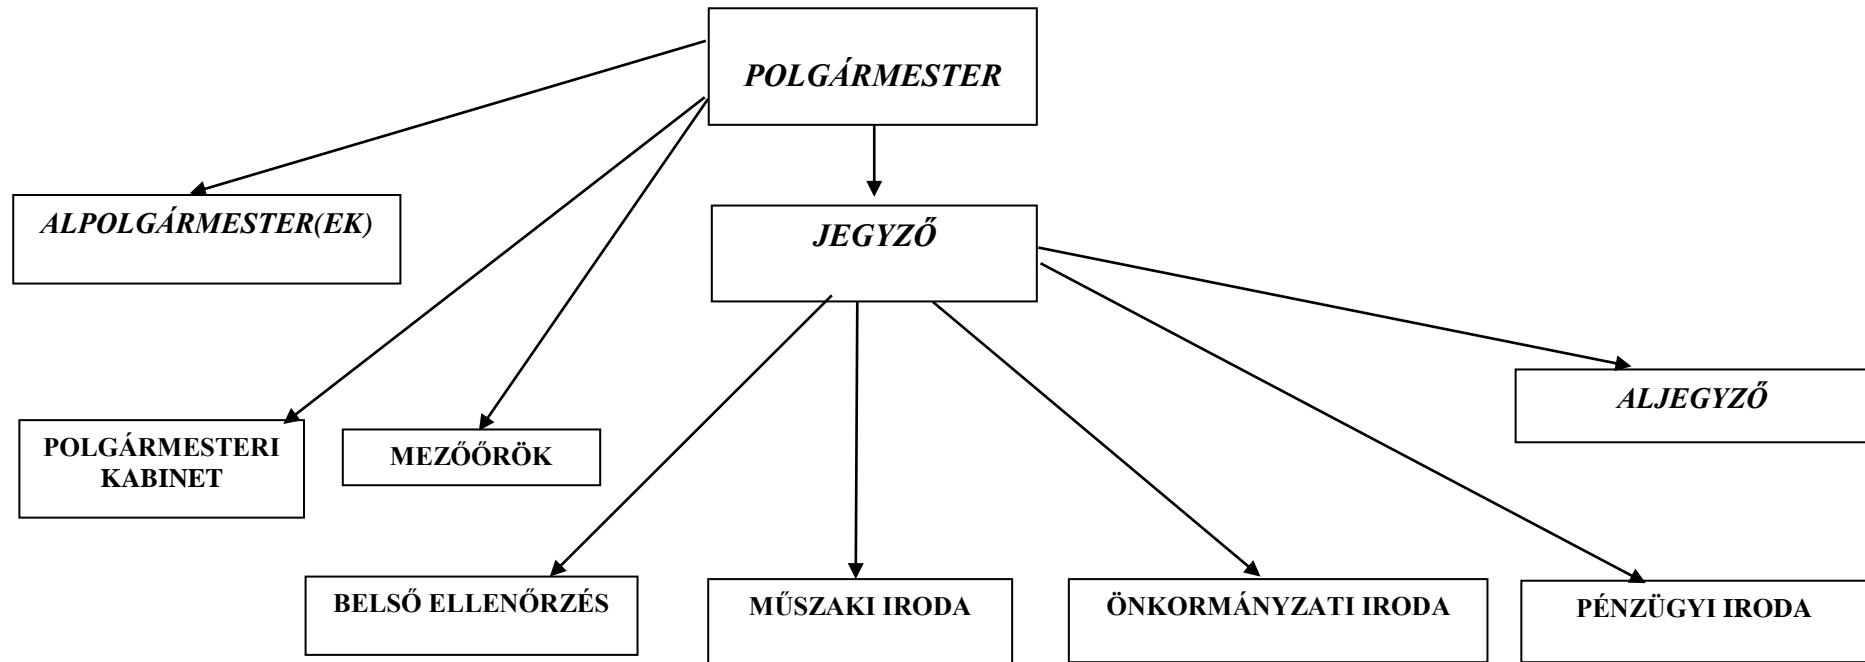 POLGÁRMESTER
ALPOLGÁRMESTER(EK)
JEGYZŐ
ALJEGYZŐ
POLGÁRMESTERI
KABINET
MEZŐŐRÖK
BELSŐ ELLENŐRZÉS
MŰSZAKI IRODA
ÖNKORMÁNYZATI IRODA
PÉNZÜGYI IRODA